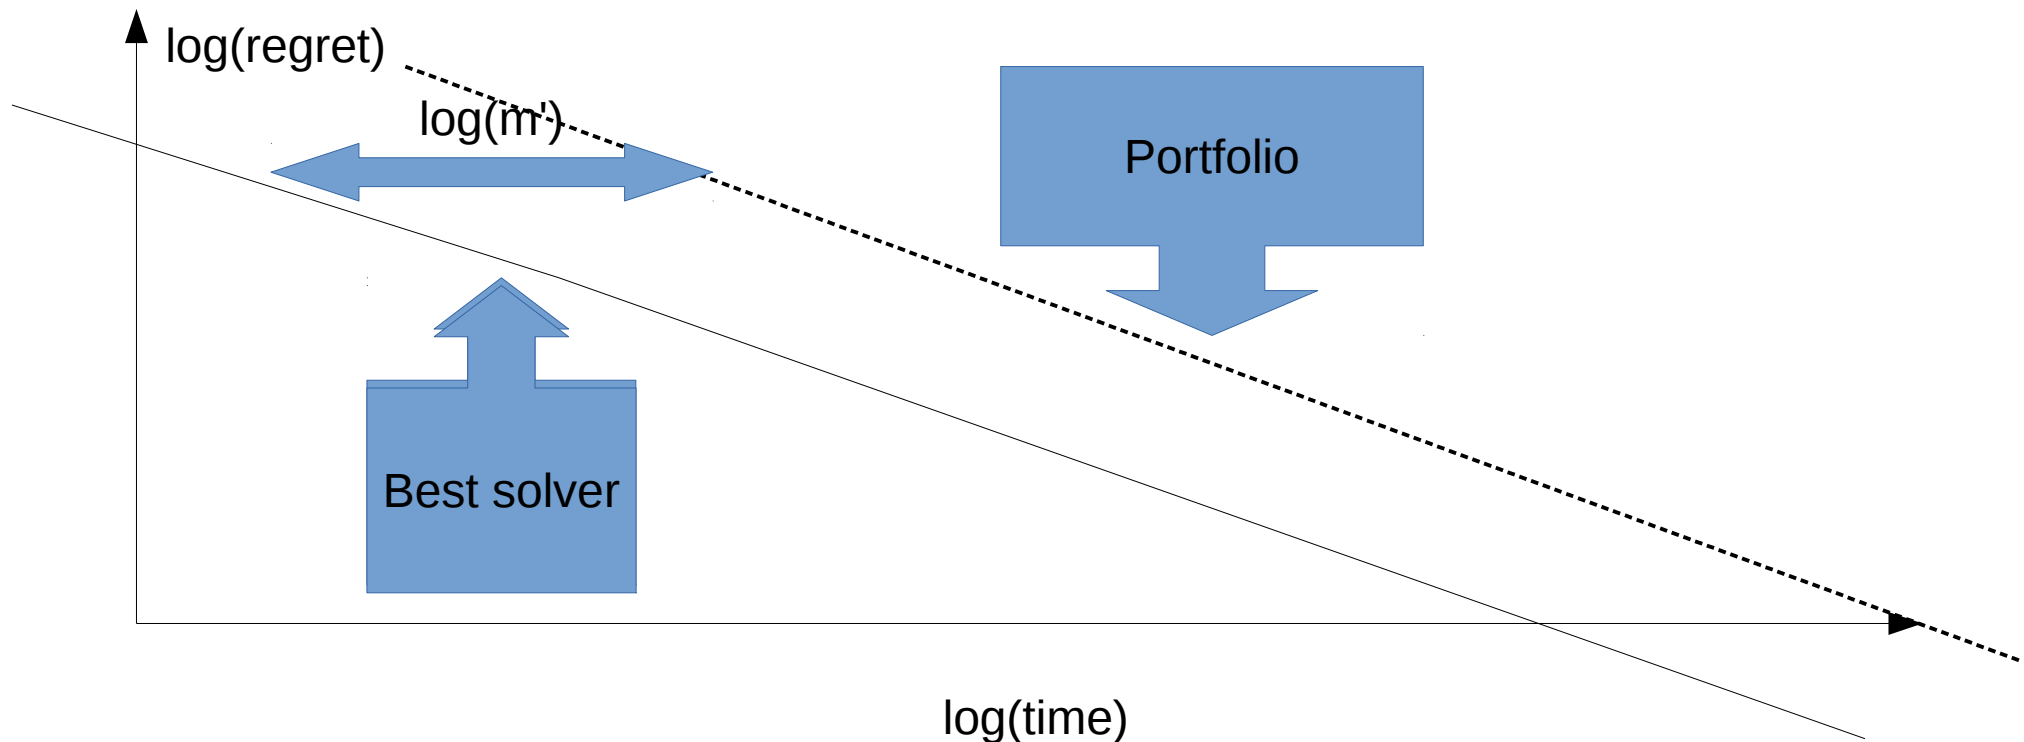 log(regret)
log(m')
Portfolio
Best solver
log(time)